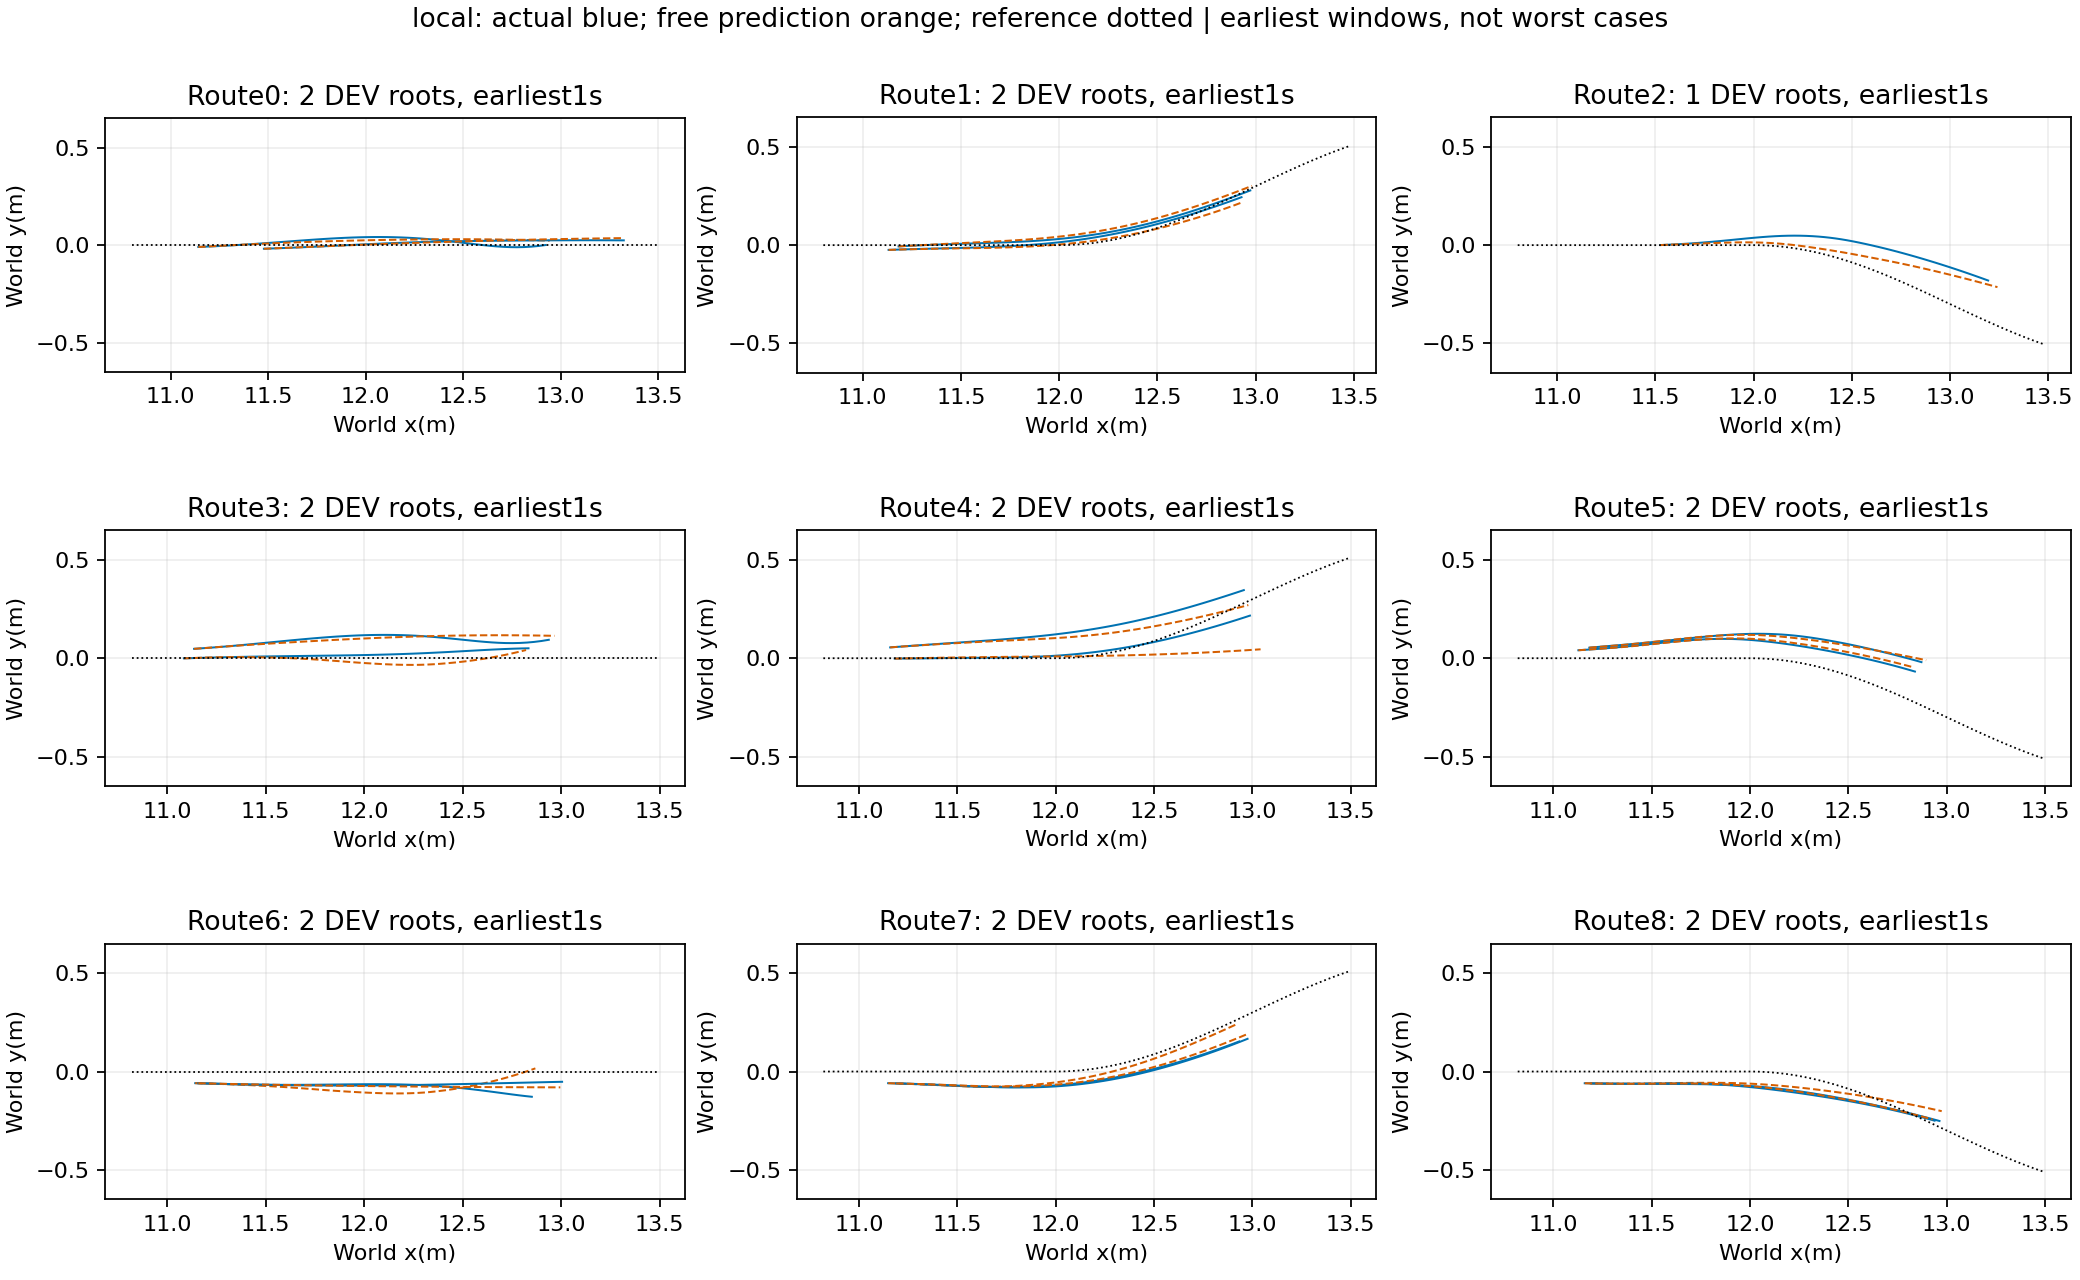 local: actual blue; free prediction orange; reference dotted | earliest windows, not worst cases
Route0: 2 DEV roots, earliest1s
Route1: 2 DEV roots, earliest1s
Route2: 1 DEV roots, earliest1s
World y(m)
0.5
0.0
−0.5
11.0 11.5 12.0 12.5 13.0 13.5
World x(m)
World y(m)
0.5
0.0
−0.5
11.0 11.5 12.0 12.5 13.0 13.5
World x(m)
World y(m)
0.5
0.0
−0.5
11.0 11.5 12.0 12.5 13.0 13.5
World x(m)
Route3: 2 DEV roots, earliest1s
Route4: 2 DEV roots, earliest1s
Route5: 2 DEV roots, earliest1s
World y(m)
0.5
0.0
−0.5
11.0 11.5 12.0 12.5 13.0 13.5
World x(m)
World y(m)
0.5
0.0
−0.5
11.0 11.5 12.0 12.5 13.0 13.5
World x(m)
World y(m)
0.5
0.0
−0.5
11.0 11.5 12.0 12.5 13.0 13.5
World x(m)
Route6: 2 DEV roots, earliest1s
Route7: 2 DEV roots, earliest1s
Route8: 2 DEV roots, earliest1s
World y(m)
0.5
0.0
−0.5
11.0 11.5 12.0 12.5 13.0 13.5
World x(m)
World y(m)
0.5
0.0
−0.5
11.0 11.5 12.0 12.5 13.0 13.5
World x(m)
World y(m)
0.5
0.0
−0.5
11.0 11.5 12.0 12.5 13.0 13.5
World x(m)